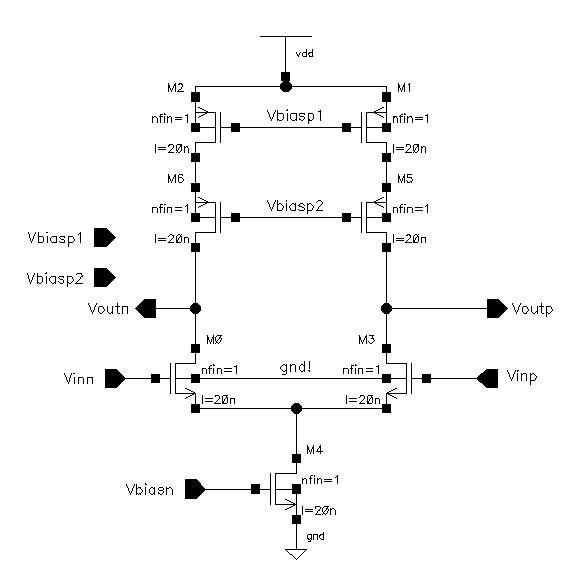 vdd
M2 M1
nfin=1 Vbiasp1 nfin=1
l=20n l=20n
M6 M5
nfin=1 Vbiasp2 nfin=1
Vbiasp1 l=20n l=20n
Vbiasp2
Voutn Voutp
M0 M3
Vinn nfin=1 gnd! nfin=1 Vinp
l=20n l=20n
M4
Vbiasn nfin=1
l=20n
gnd